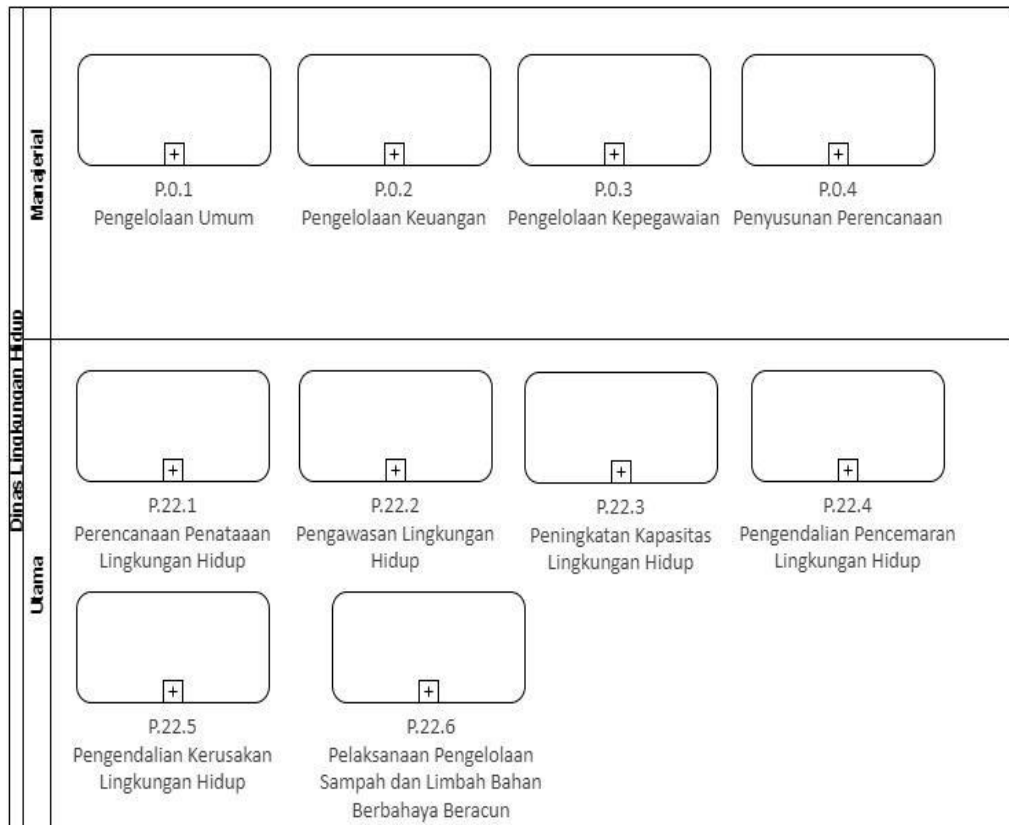 Dinas Lingkungan Hidup
Manajerial
P.0.1
Pengelolaan Umum
P.0.2
Pengelolaan Keuangan
P.0.3
Pengelolaan Kepegawaian
P.0.4
Penyusunan Perencanaan
Utama
P.22.1
Perencanaan Penataaan
Lingkungan Hidup
P.22.2
Pengawasan Lingkungan
Hidup
P.22.3
Peningkatan Kapasitas
Lingkungan Hidup
P.22.4
Pengendalian Pencemaran
Lingkungan Hidup
P.22.5
Pengendalian Kerusakan
Lingkungan Hidup
P.22.6
Pelaksanaan Pengelolaan
Sampah dan Limbah Bahan
Berbahaya Beracun